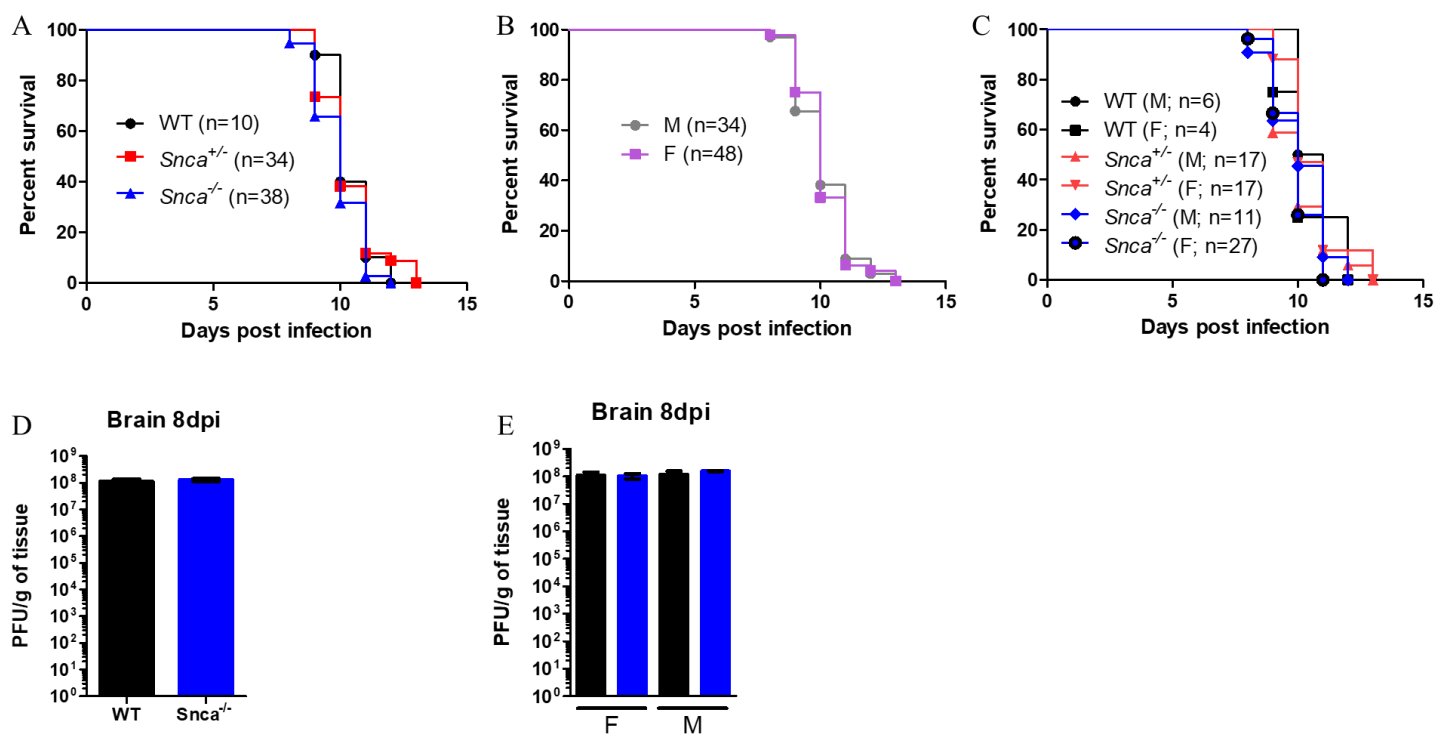 A
Percent survival
100
80
60
40
20
0
WT (n=10)
Snca+/- (n=34)
Snca-/- (n=38)
0 5 10 15
Days post infection
B
Percent survival
100
80
60
40
20
0
M (n=34)
F (n=48)
0 5 10 15
Days post infection
C
Percent survival
100
80
60
40
20
0
WT (M; n=6)
WT (F; n=4)
Snca+/- (M; n=17)
Snca+/- (F; n=17)
Snca-/- (M; n=11)
Snca-/- (F; n=27)
0 5 10 15
Days post infection
D
Brain 8dpi
PFU/g of tissue
10⁹
10⁸
10⁷
10⁶
10⁵
10⁴
10³
10²
10¹
10⁰
WT Snca-/-
E
Brain 8dpi
PFU/g of tissue
10⁹
10⁸
10⁷
10⁶
10⁵
10⁴
10³
10²
10¹
10⁰
F M